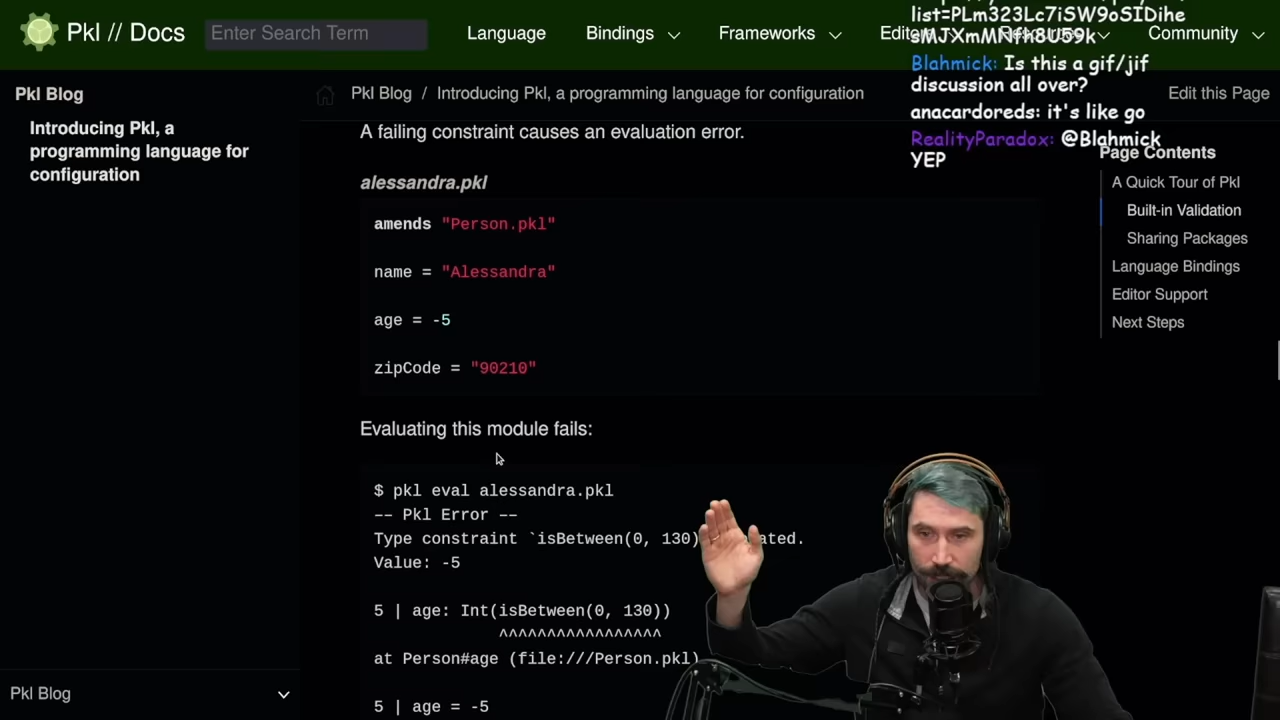 Pkl // Docs
Enter Search Term
Language
Bindings
Frameworks
Community
list=PLm323Lc7iSW9oSIDihe
Blahmick: Is this a gif/jif
discussion all over?
anacardoreds: it's like go
RealityParadox: @Blahmick
YEP
Pkl Blog
Introducing Pkl, a
programming language for
configuration
Pkl Blog / Introducing Pkl, a programming language for configuration
Edit this Page
A failing constraint causes an evaluation error.
alessandra.pkl
amends "Person.pkl"
name = "Alessandra"
age = -5
zipCode = "90210"
Evaluating this module fails:
$ pkl eval alessandra.pkl
–– Pkl Error ––
Type constraint `isBetween(0, 130)
Value: -5
5 | age: Int(isBetween(0, 130))
^^^^^^^^^^^^^^^^^
at Person#age (file:///Person.pkl)
5 | age = -5
Page Contents
A Quick Tour of Pkl
Built-in Validation
Sharing Packages
Language Bindings
Editor Support
Next Steps
Pkl Blog